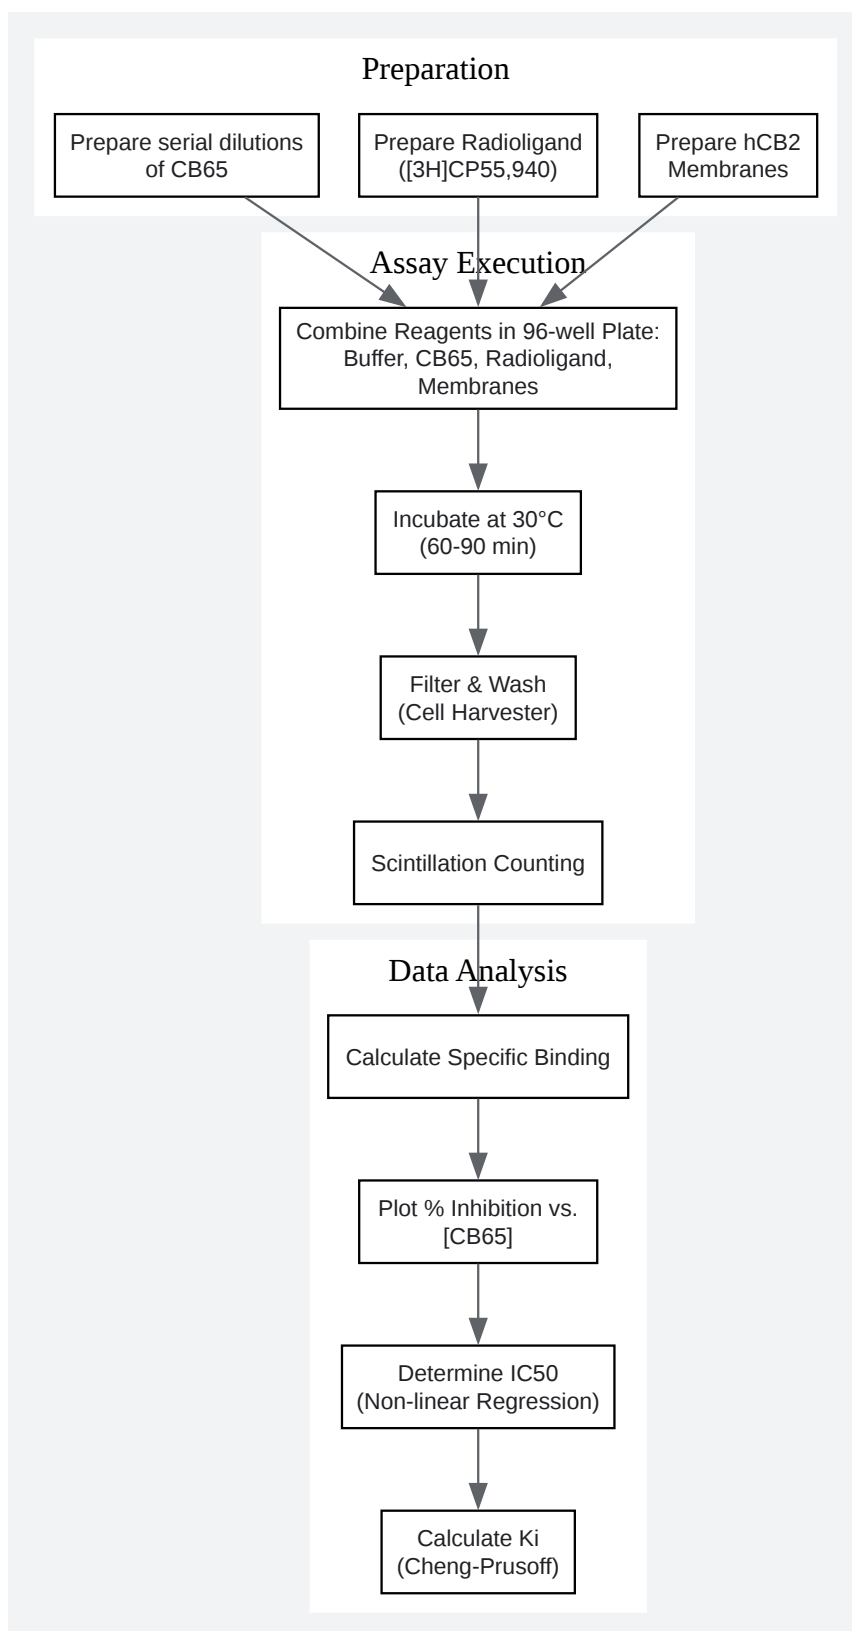 Preparation
Prepare serial dilutions
of CB65
Prepare Radioligand
([3H]CP55,940)
Prepare hCB2
Membranes
Assay Execution
Combine Reagents in 96-well Plate:
Buffer, CB65, Radioligand,
Membranes
Incubate at 30°C
(60-90 min)
Filter & Wash
(Cell Harvester)
Scintillation Counting
Data Analysis
Calculate Specific Binding
Plot % Inhibition vs.
[CB65]
Determine IC50
(Non-linear Regression)
Calculate Ki
(Cheng-Prusoff)